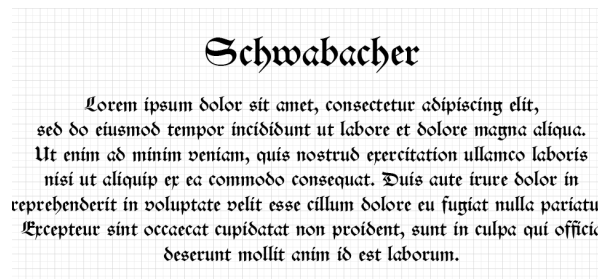 Schwabacher
Lorem ipsum dolor sit amet, consectetur adipiscing elit,
sed do eiusmod tempor incididunt ut labore et dolore magna aliqua.
Ut enim ad minim veniam, quis nostrud exercitation ullamco laboris
nisi ut aliquip ex ea commodo consequat. Duis aute irure dolor in
reprehenderit in voluptate velit esse cillum dolore eu fugiat nulla pariatu
Excepteur sint occaecat cupidatat non proident, sunt in culpa qui offici
deserunt mollit anim id est laborum.